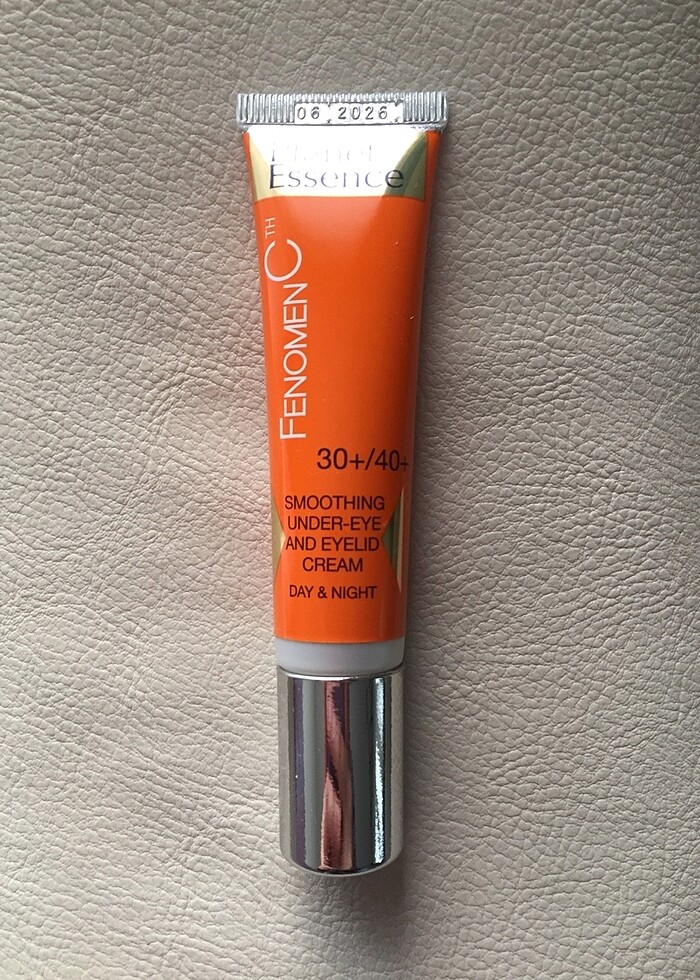 06 2026
Planet
Essence
FENOMEN C TH
30+/40+
SMOOTHING
UNDER-EYE
AND EYELID
CREAM
DAY & NIGHT